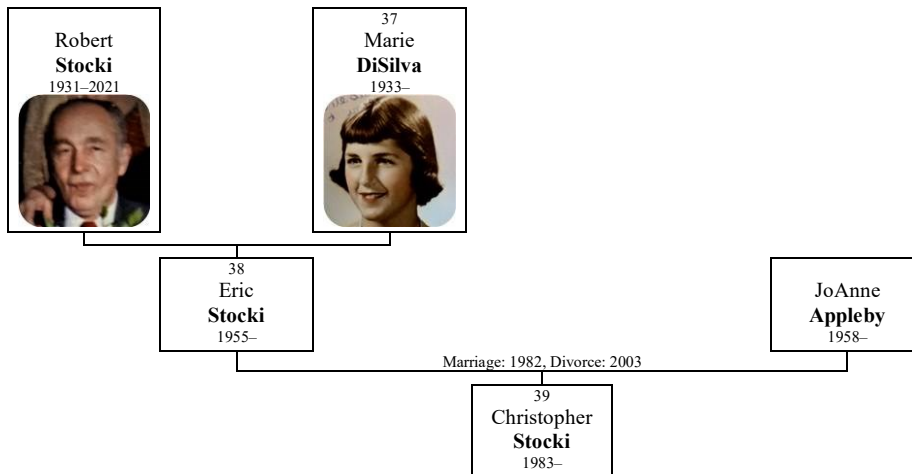 Robert
Stocki
1931–2021
37
Marie
DiSilva
1933–
38
Eric
Stocki
1955–
JoAnne
Appleby
1958–
Marriage: 1982, Divorce: 2003
39
Christopher
Stocki
1983–